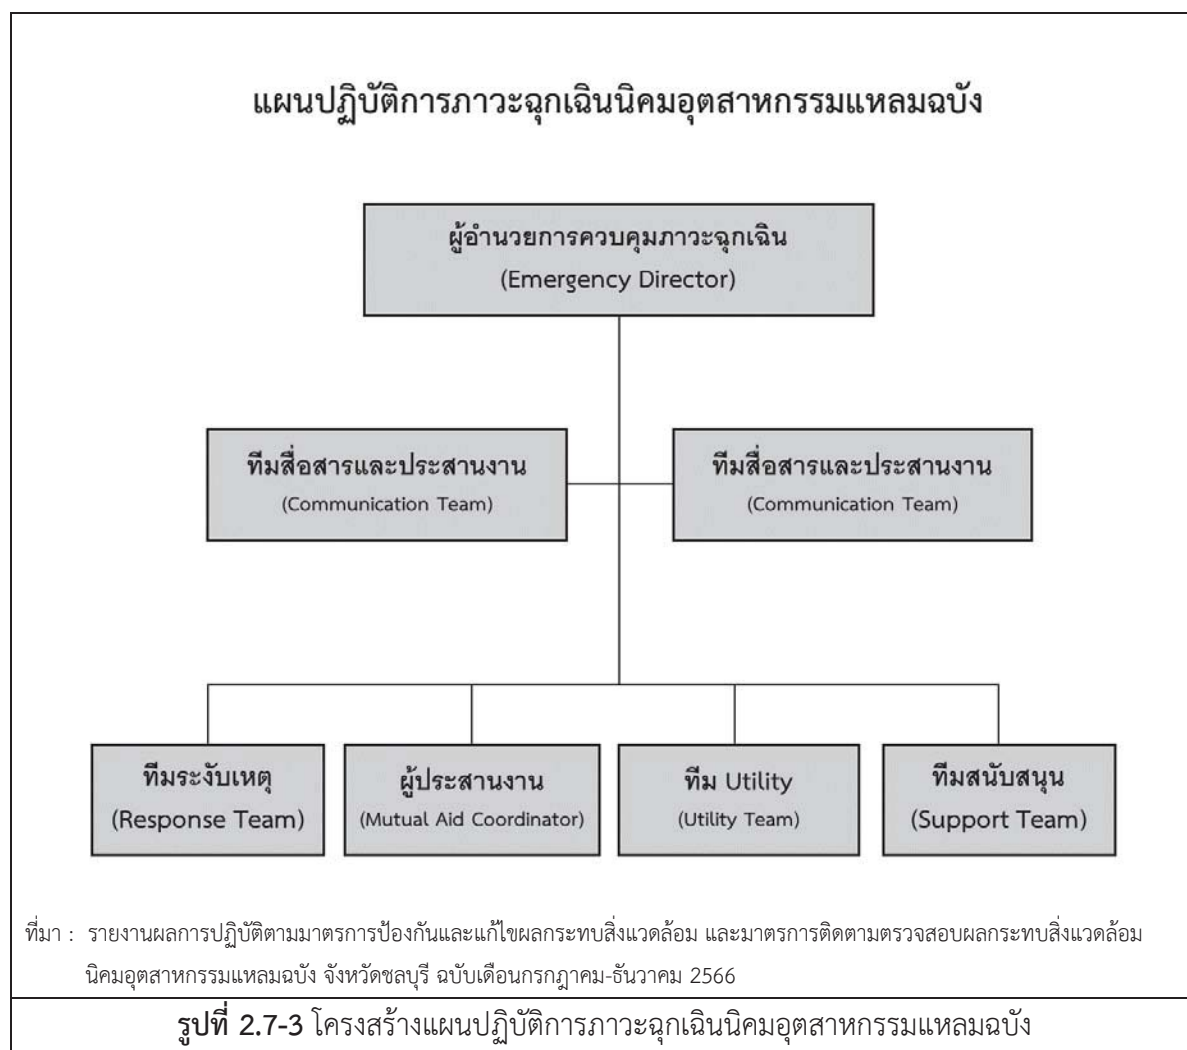 แผนปฏิบัติการภาวะฉุกเฉินนิคมอุตสาหกรรมแหลมฉบัง
ผู้อำนวยการควบคุมภาวะฉุกเฉิน
(Emergency Director)
ทีมสื่อสารและประสานงาน
(Communication Team)
ทีมสื่อสารและประสานงาน
(Communication Team)
ทีมระงับเหตุ
(Response Team)
ผู้ประสานงาน
(Mutual Aid Coordinator)
ทีม Utility
(Utility Team)
ทีมสนับสนุน
(Support Team)
ที่มา : รายงานผลการปฏิบัติตามมาตรการป้องกันและแก้ไขผลกระทบสิ่งแวดล้อม และมาตรการติดตามตรวจสอบผลกระทบสิ่งแวดล้อม
นิคมอุตสาหกรรมแหลมฉบัง จังหวัดชลบุรี ฉบับเดือนกรกฎาคม-ธันวาคม 2566
รูปที่ 2.7-3 โครงสร้างแผนปฏิบัติการภาวะฉุกเฉินนิคมอุตสาหกรรมแหลมฉบัง